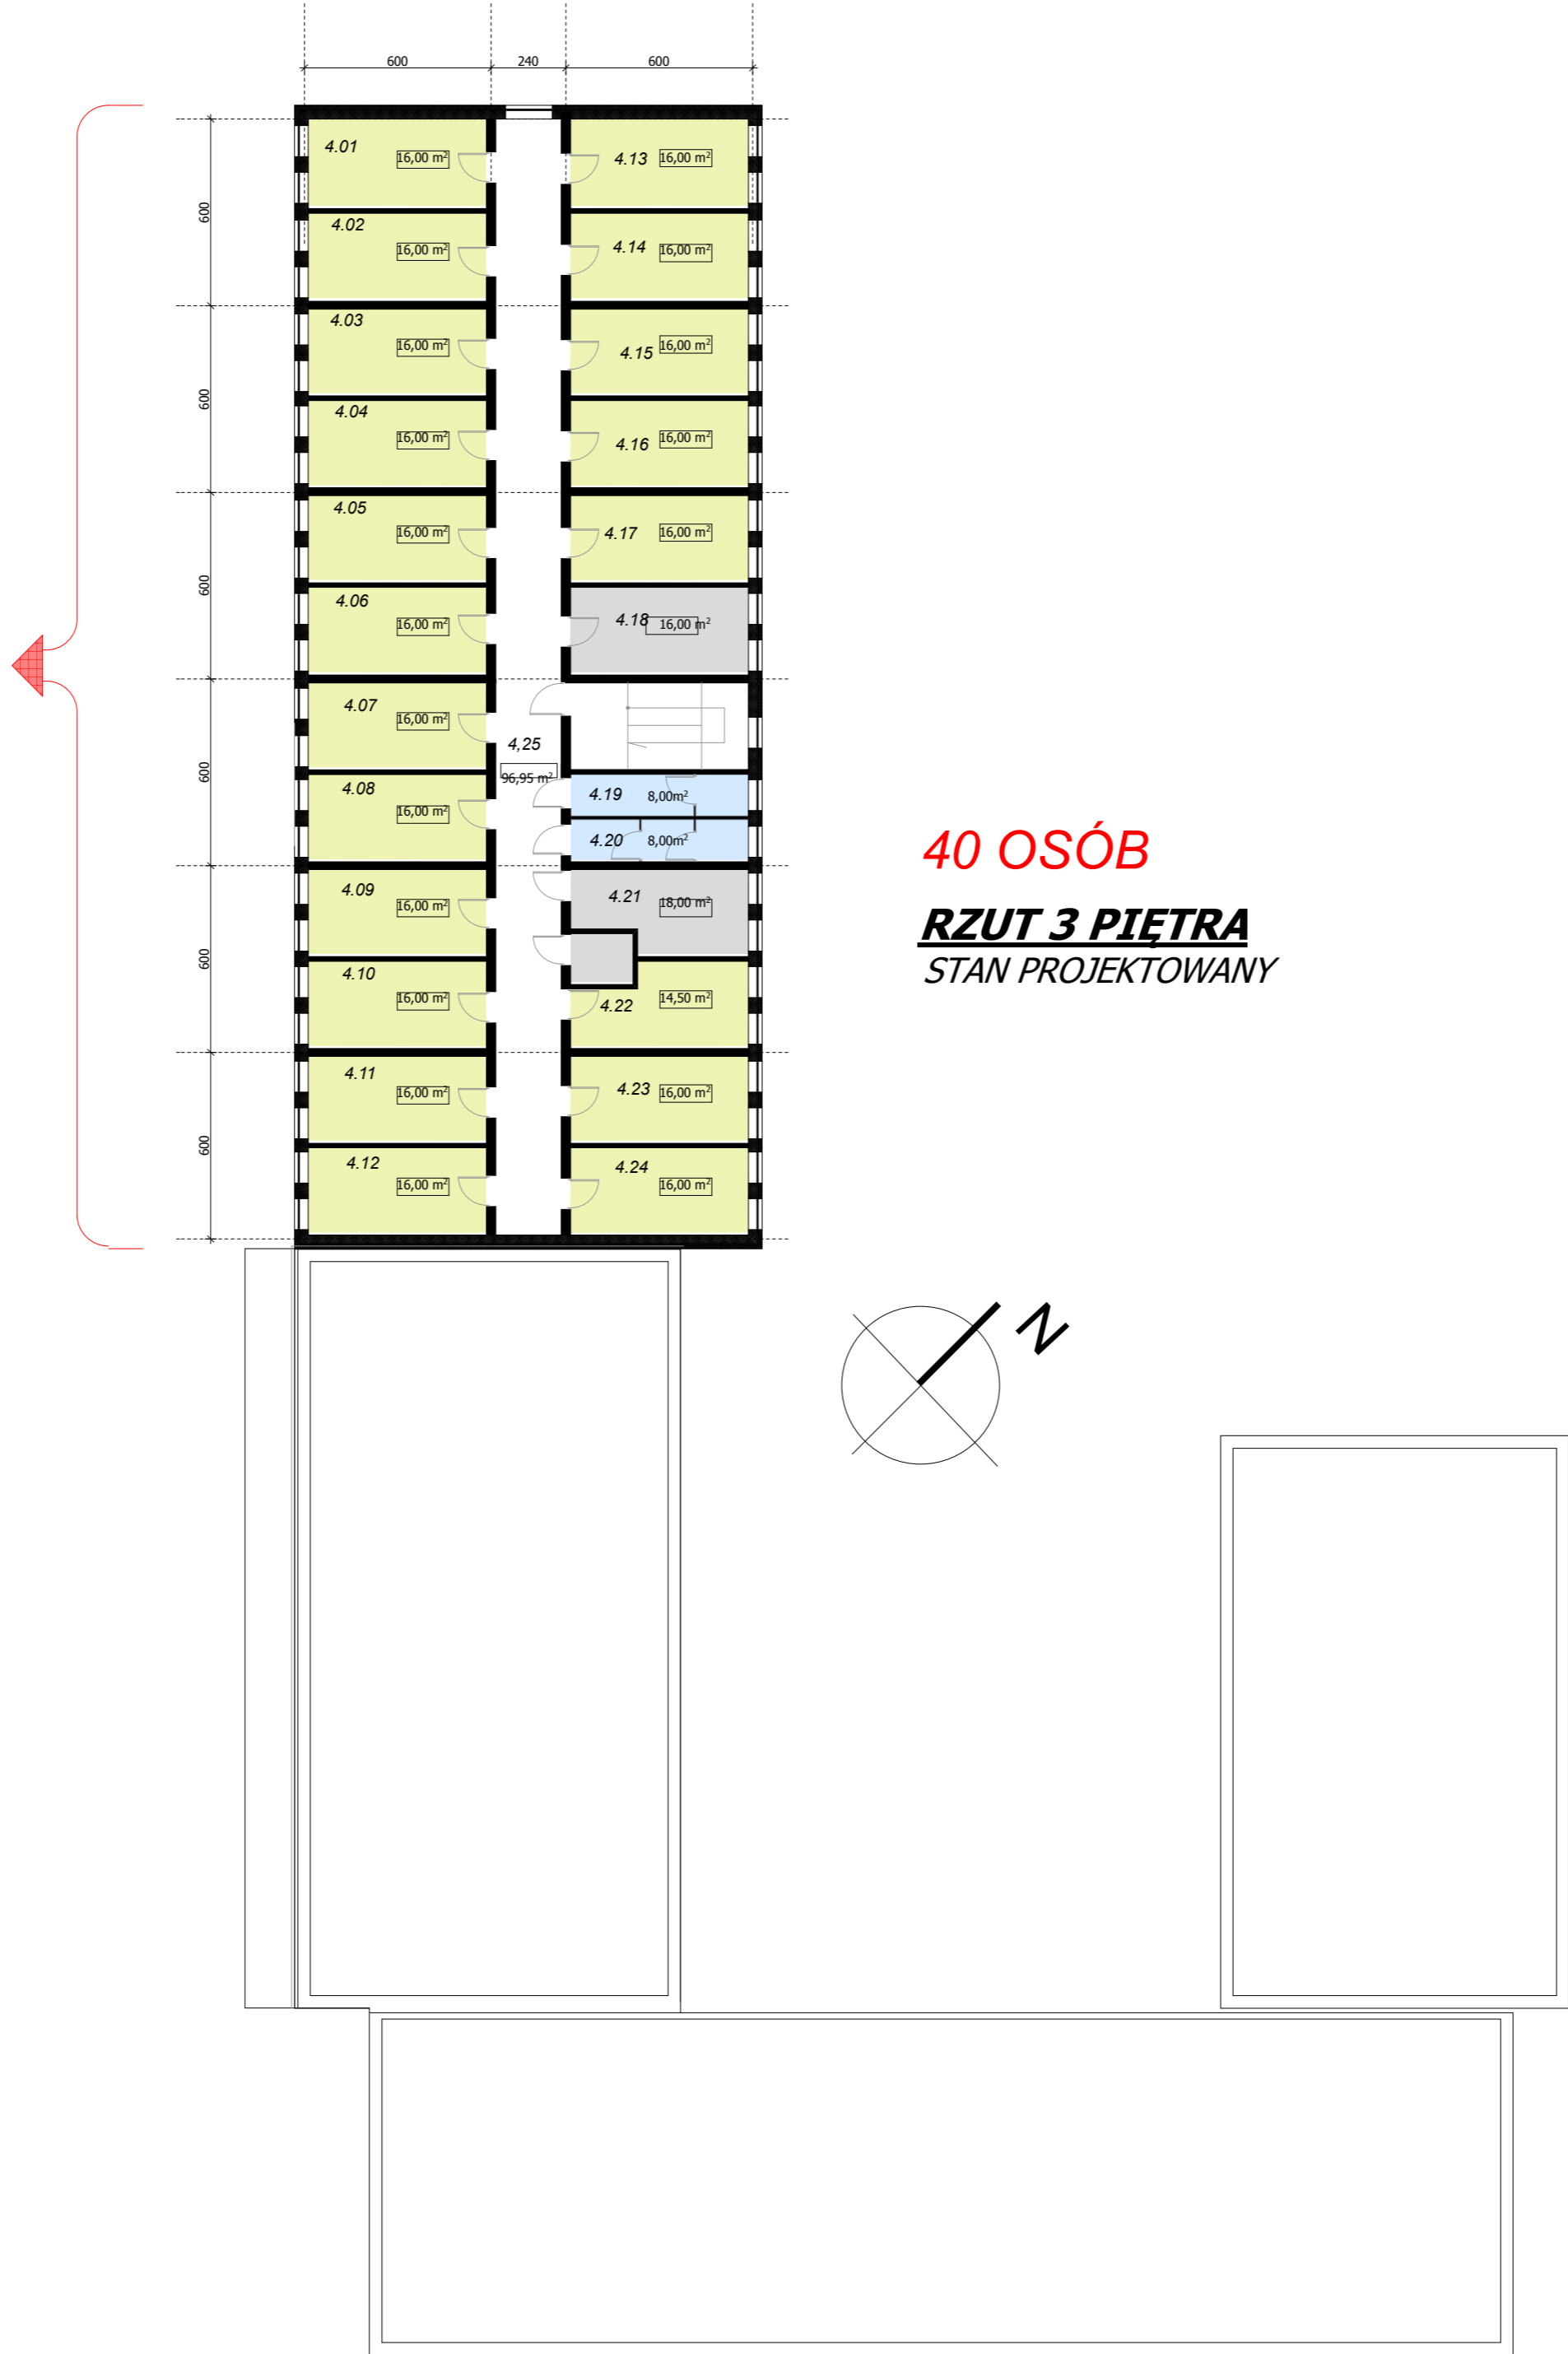 600 240 600
4.01 16,00 m²
4.13 16,00 m²
600
4.02 16,00 m²
4.14 16,00 m²
4.03 16,00 m²
4.15 16,00 m²
600
4.04 16,00 m²
4.16 16,00 m²
4.05 16,00 m²
4.17 16,00 m²
600
4.06 16,00 m²
4.18 16,00 m²
4.07 16,00 m²
4,25
96,95 m²
600
4.08 16,00 m²
4.19 8,00m²
4.20 8,00m²
4.09 16,00 m²
4.21 18,00 m²
600
4.10 16,00 m²
4.22 14,50 m²
4.11 16,00 m²
4.23 16,00 m²
600
4.12 16,00 m²
4.24 16,00 m²
40 OSÓB
RZUT 3 PIĘTRA
STAN PROJEKTOWANY
N